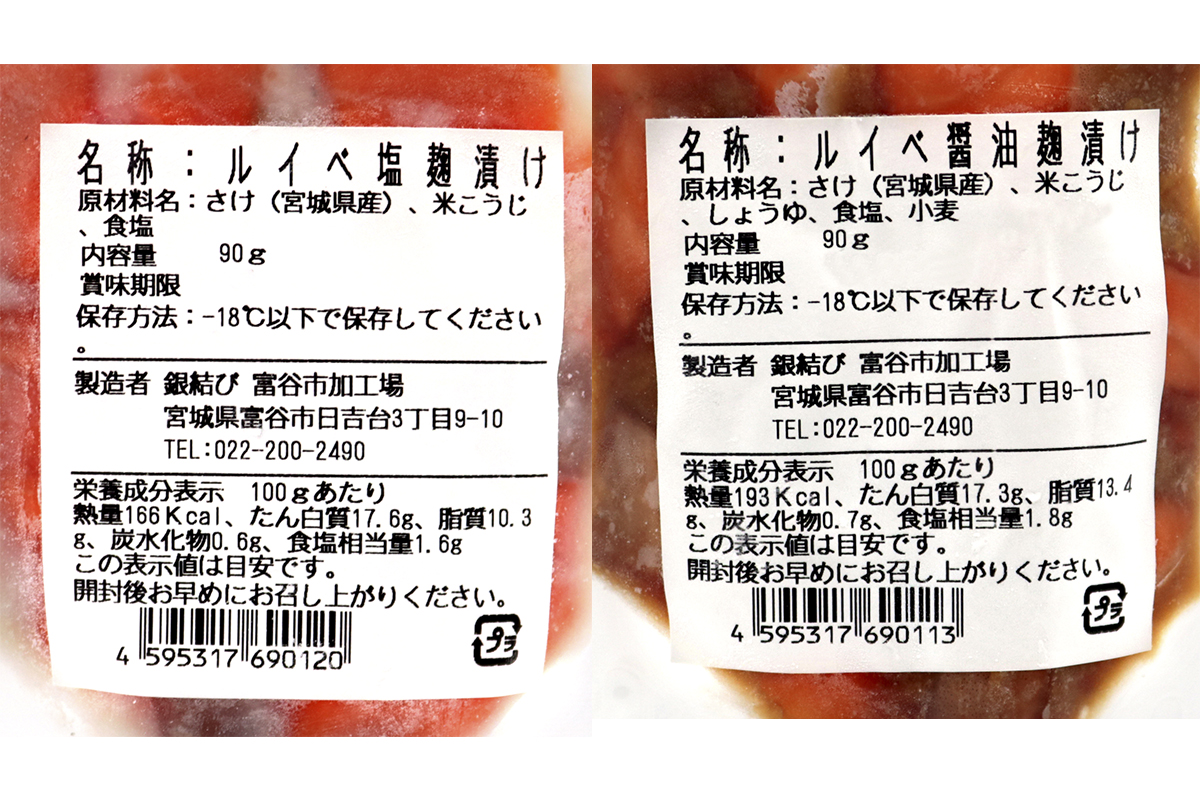 名称：ルイベ塩麹漬け
原材料名：さけ（宮城県産）、米こうじ
、食塩
内容量 90ｇ
賞味期限
保存方法：-18℃以下で保存してください
。
製造者 銀結び 富谷市加工場
宮城県富谷市日吉台3丁目9-10
TEL:022-200-2490
栄養成分表示 100ｇあたり
熱量166Kcal、たん白質17.6g、脂質10.3
g、炭水化物0.6g、食塩相当量1.6g
この表示値は目安です。
開封後お早めにお召し上がりください。
4 595317 690120
プラ
名称：ルイベ醤油麹漬け
原材料名：さけ（宮城県産）、米こうじ
、しょうゆ、食塩、小麦
内容量 90ｇ
賞味期限
保存方法：-18℃以下で保存してください
。
製造者 銀結び 富谷市加工場
宮城県富谷市日吉台3丁目9-10
TEL:022-200-2490
栄養成分表示 100ｇあたり
熱量193Kcal、たん白質17.3g、脂質13.4
g、炭水化物0.7g、食塩相当量1.8g
この表示値は目安です。
開封後お早めにお召し上がりください。
4 595317 690113
プラ